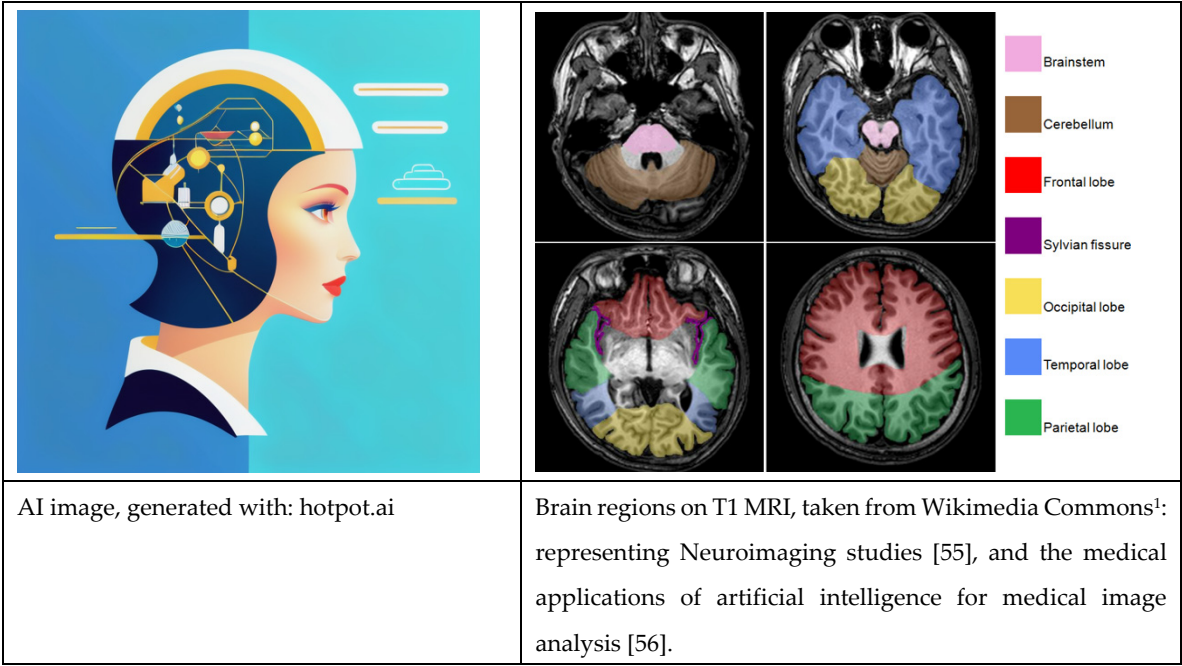 Brainstem
Cerebellum
Frontal lobe
Sylvian fissure
Occipital lobe
Temporal lobe
Parietal lobe
AI image, generated with: hotpot.ai
Brain regions on T1 MRI, taken from Wikimedia Commons¹:
representing Neuroimaging studies [55], and the medical
applications of artificial intelligence for medical image
analysis [56].